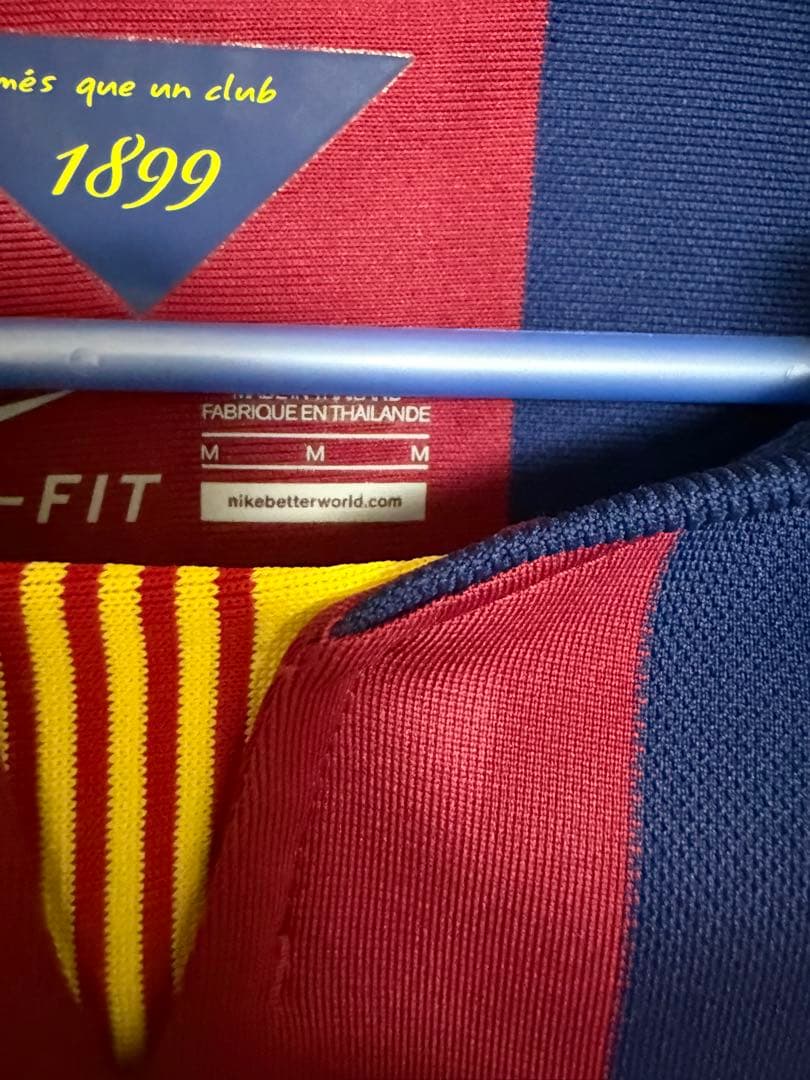 més que un club
1899
FABRIQUE EN THAILANDE
M M M
-FIT
nikebetterworld.com